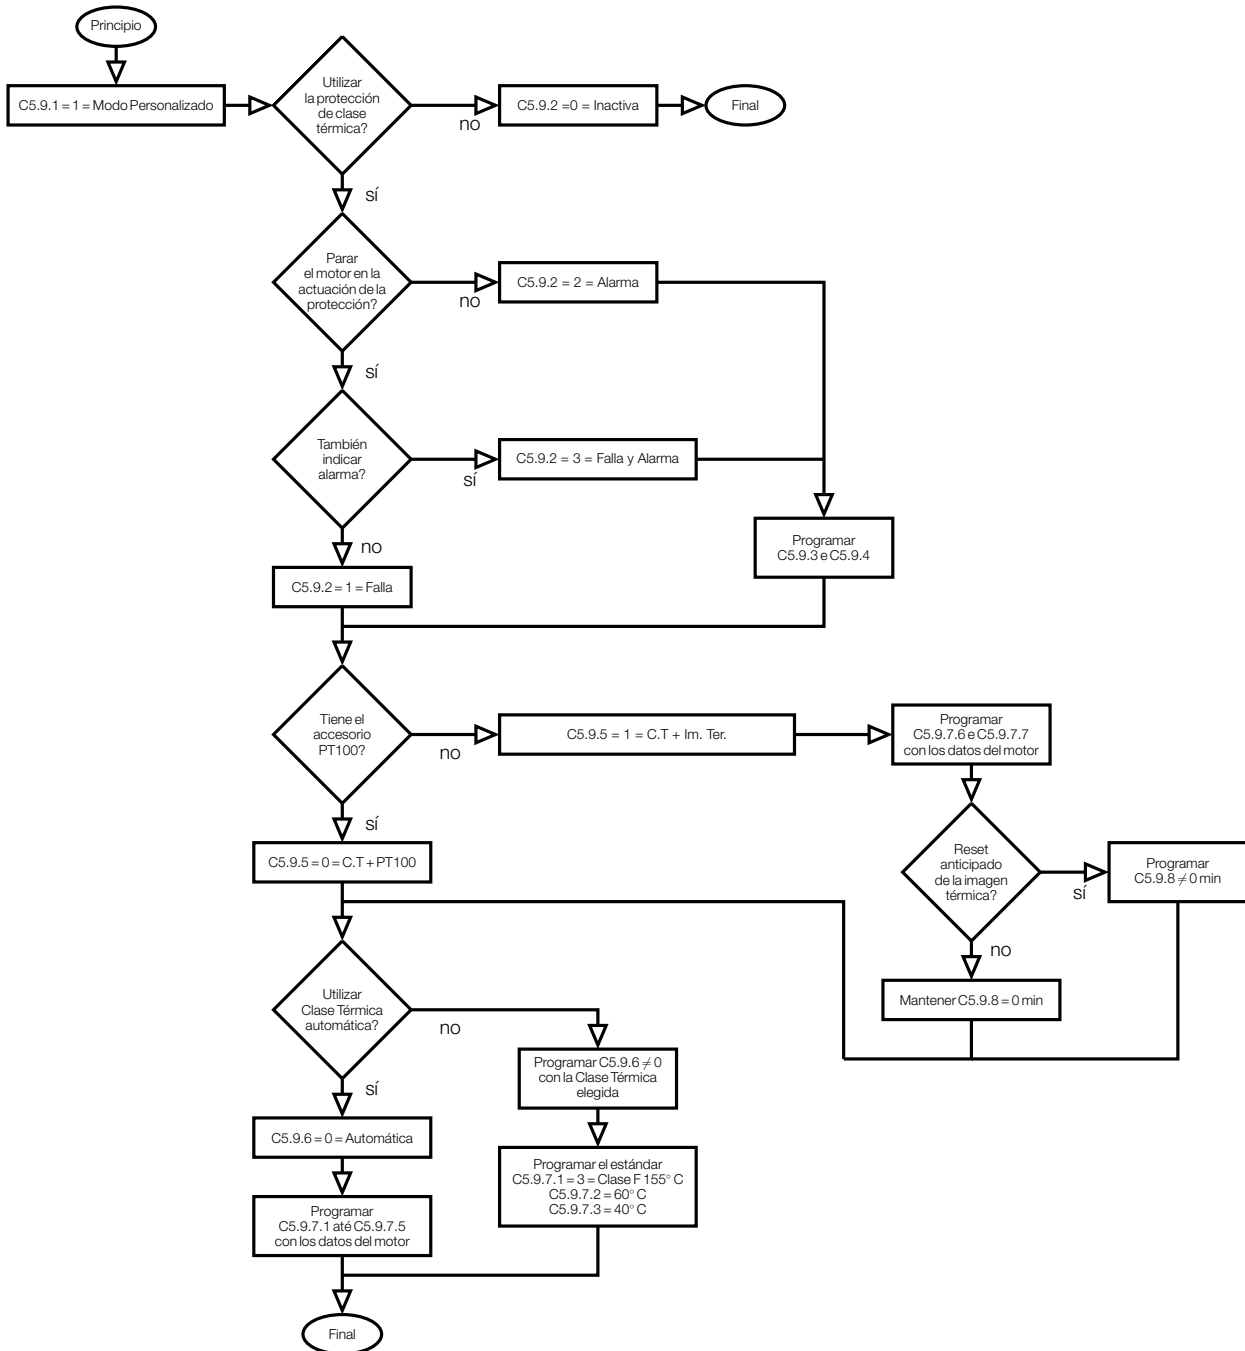 Principio
C5.9.1 = 1 = Modo Personalizado
Utilizar
la protección
de clase
térmica?
no
C5.9.2 =0 = Inactiva
Final
sí
Parar
el motor en la
actuación de la
protección?
no
C5.9.2 = 2 = Alarma
sí
También
indicar
alarma?
sí
C5.9.2 = 3 = Falla y Alarma
no
Programar
C5.9.3 e C5.9.4
C5.9.2 = 1 = Falla
Tiene el
accesorio
PT100?
no
C5.9.5 = 1 = C.T + Im. Ter.
Programar
C5.9.7.6 e C5.9.7.7
con los datos del motor
sí
C5.9.5 = 0 = C.T + PT100
Reset
anticipado
de la imagen
térmica?
sí
Programar
C5.9.8 ≠ 0 min
no
Mantener C5.9.8 = 0 min
Utilizar
Clase Térmica
automática?
no
Programar C5.9.6 ≠ 0
con la Clase Térmica
elegida
sí
C5.9.6 = 0 = Automática
Programar el estándar
C5.9.7.1 = 3 = Clase F 155° C
C5.9.7.2 = 60° C
C5.9.7.3 = 40° C
Programar
C5.9.7.1 até C5.9.7.5
con los datos del motor
Final